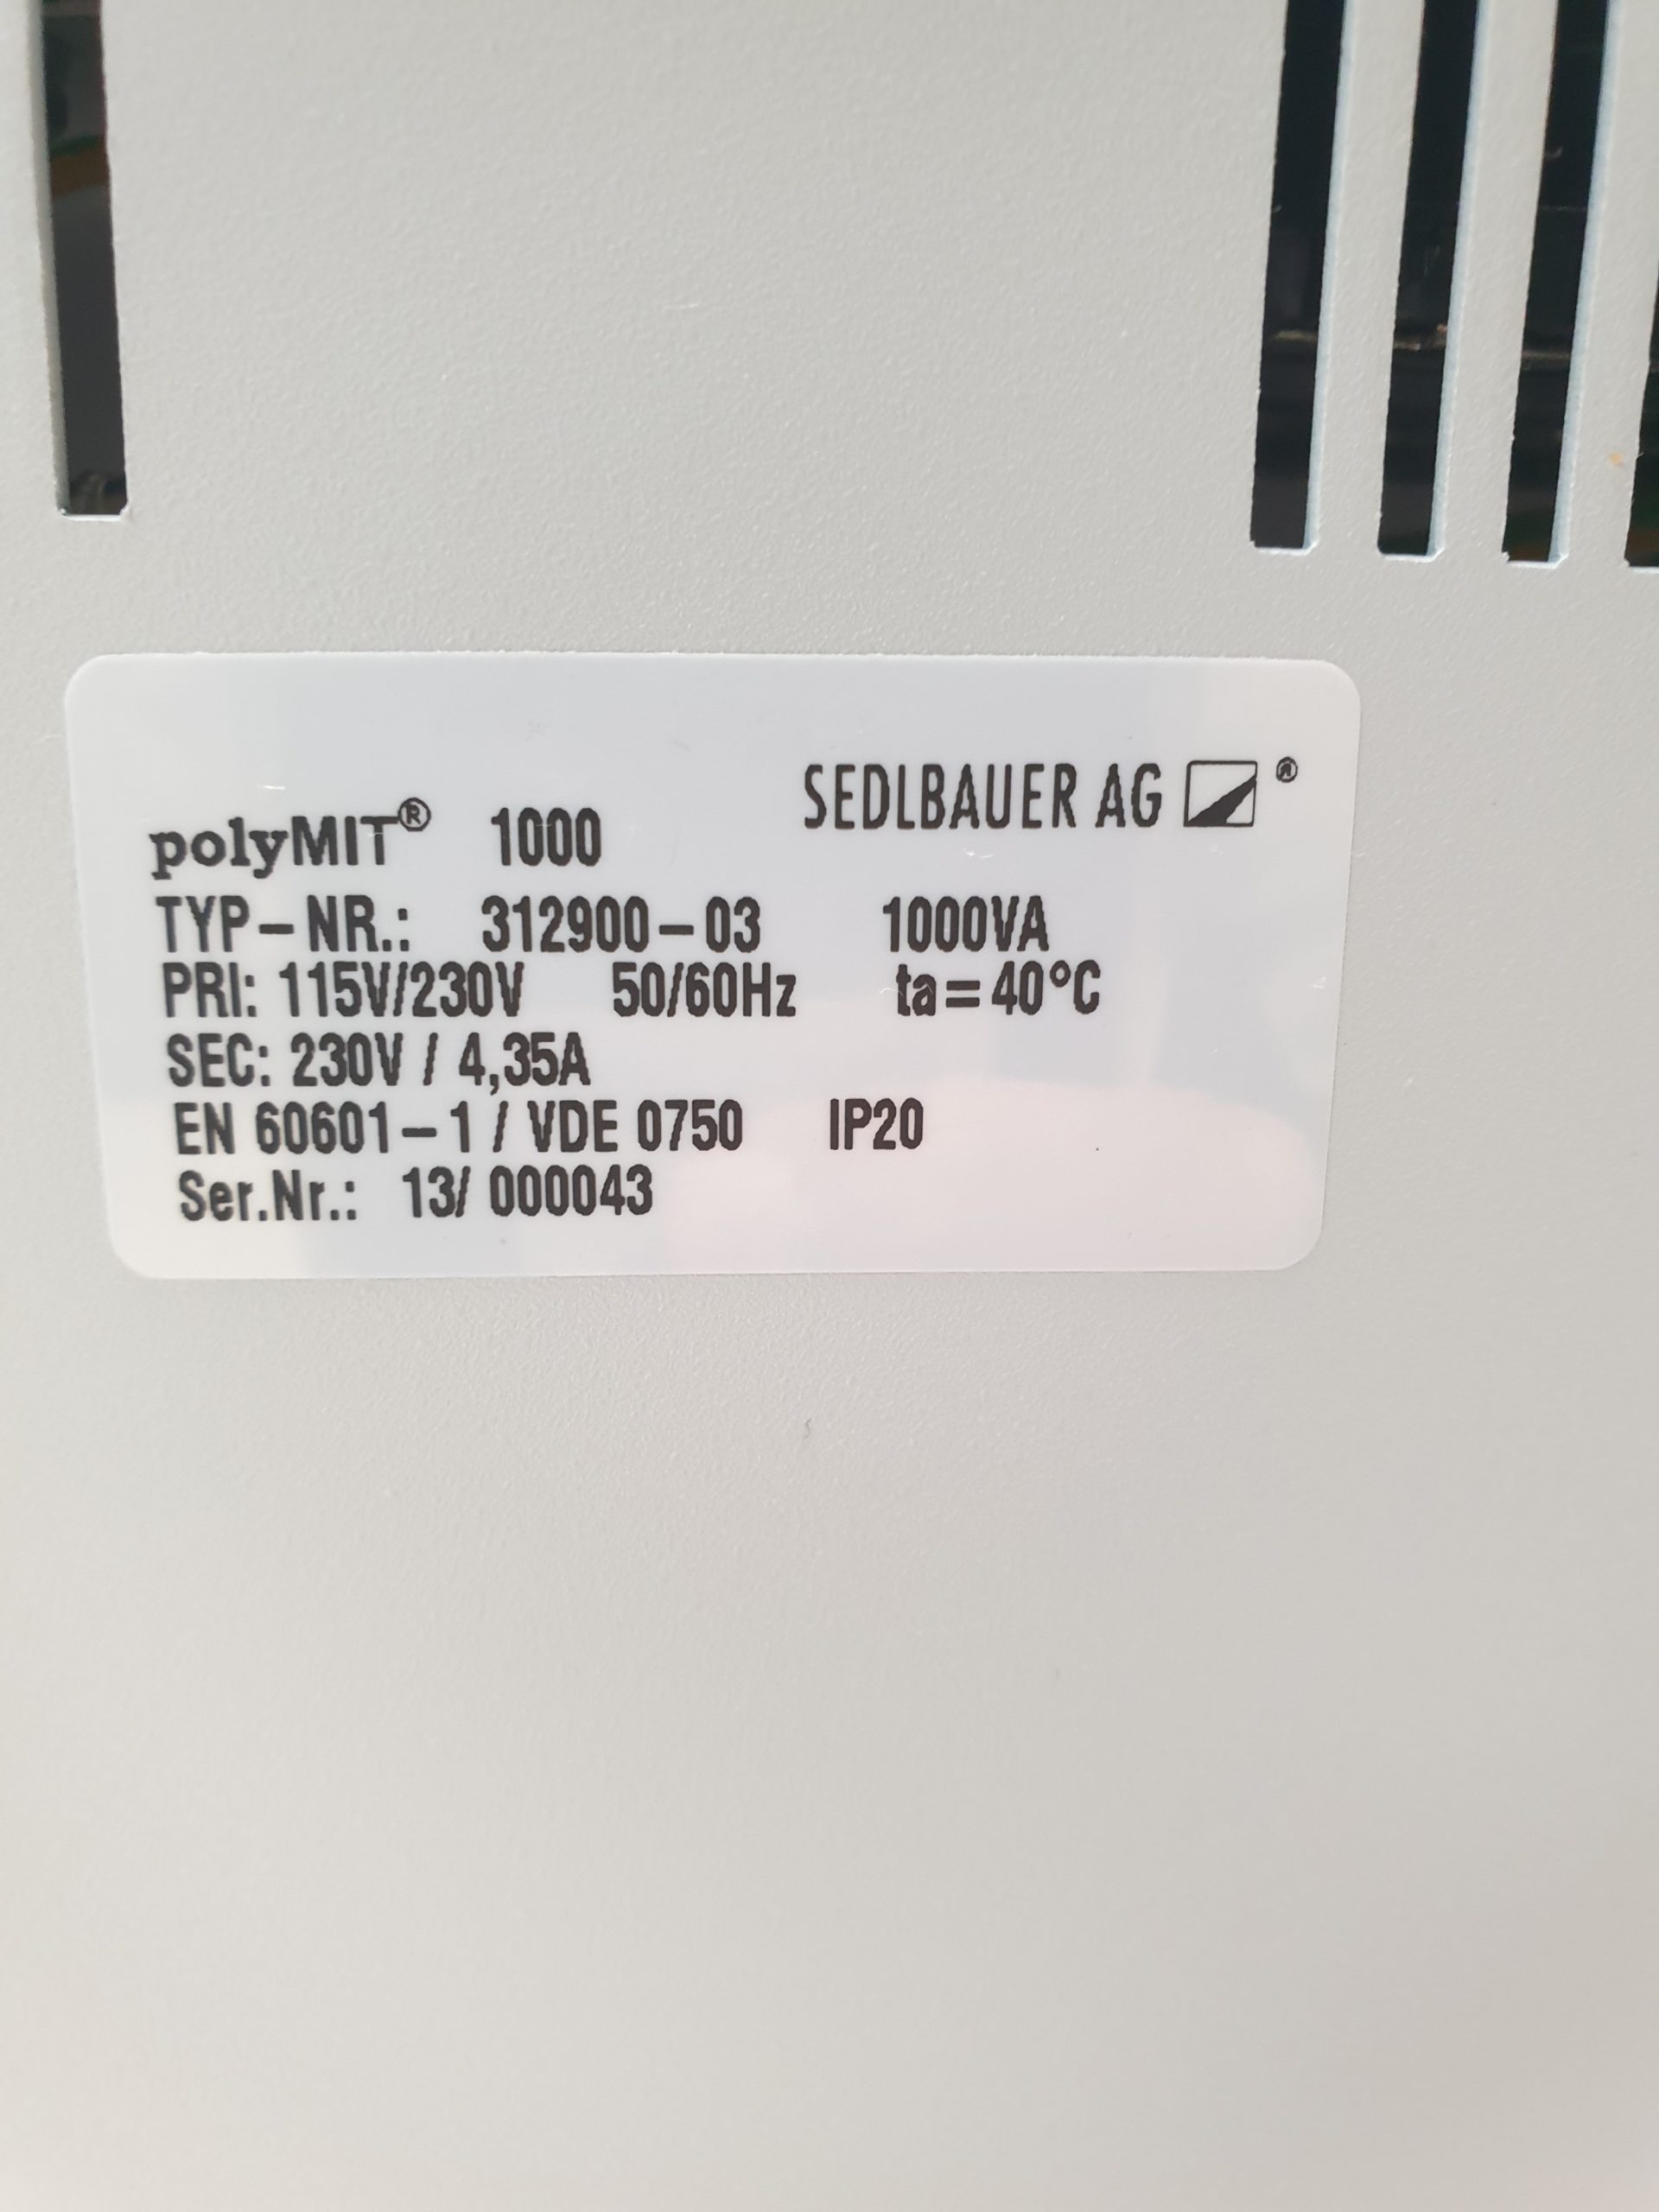 SEDLBAUER AG ®
polyMIT® 1000
TYP-NR.: 312900-03 1000VA
PRI: 115V/230V 50/60Hz ta=40°C
SEC: 230V / 4,35A
EN 60601-1 / VDE 0750 IP20
Ser.Nr.: 13/ 000043